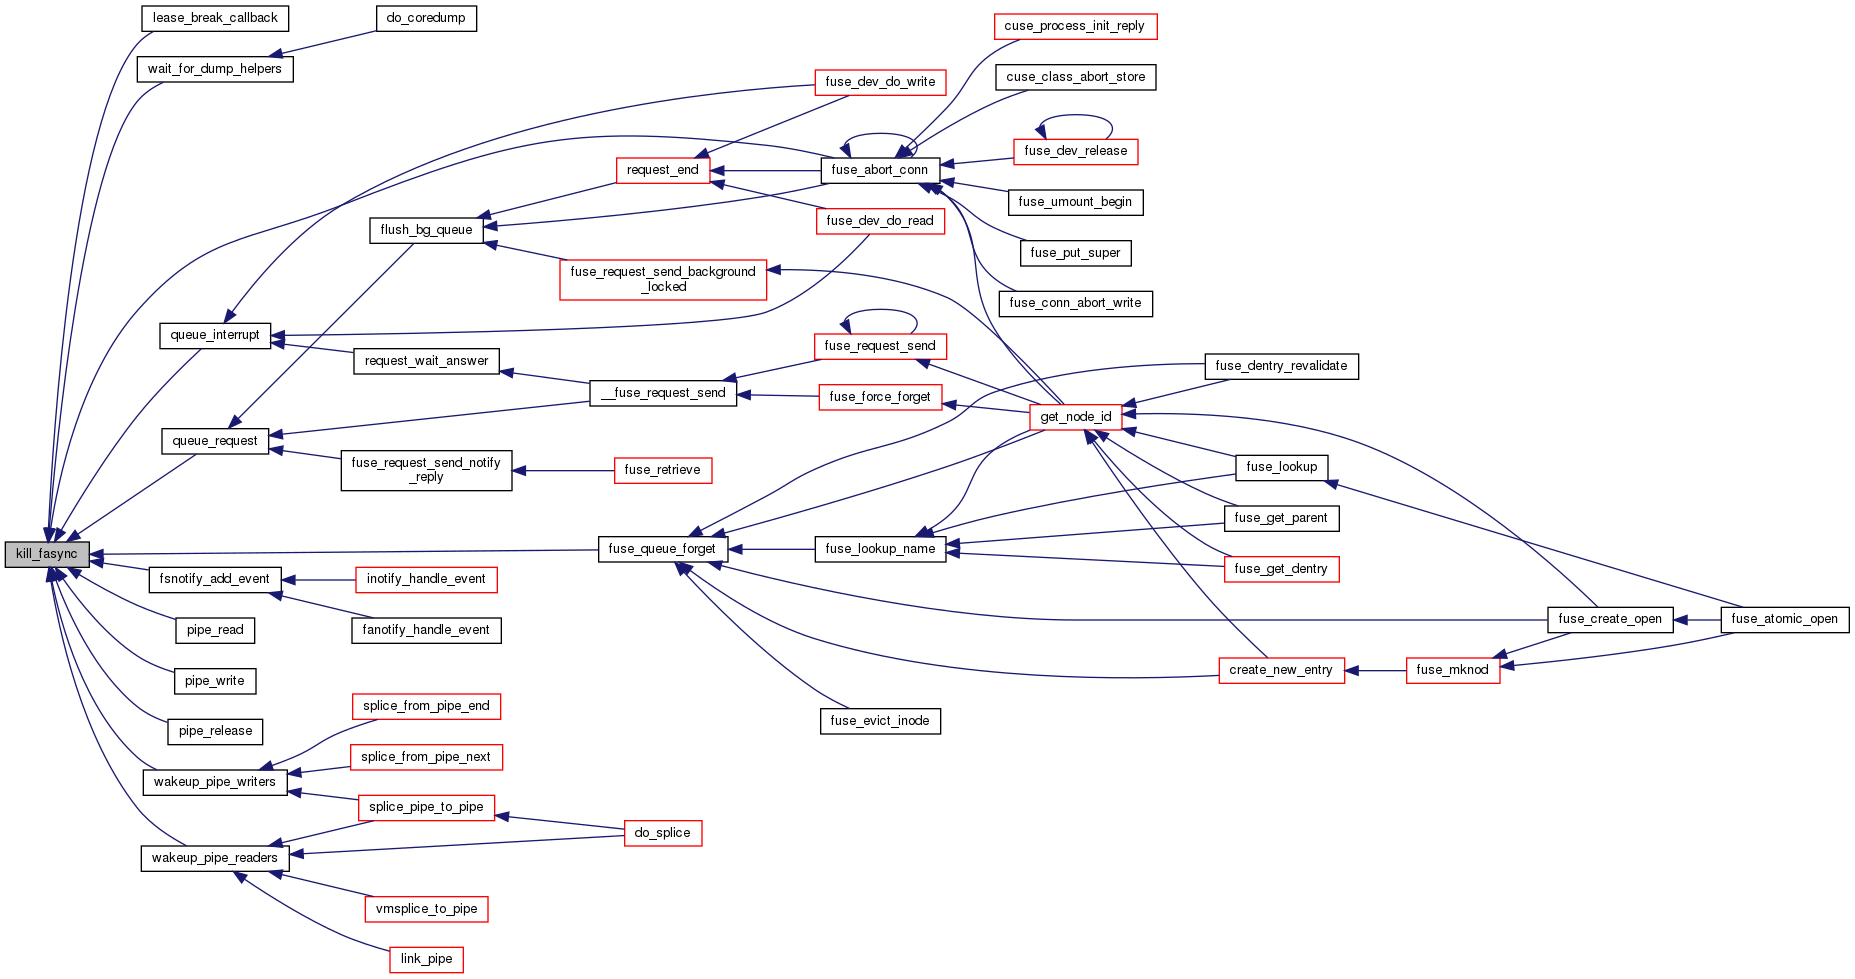 lease_break_callback
do_coredump
wait_for_dump_helpers
cuse_process_init_reply
cuse_class_abort_store
fuse_dev_do_write
fuse_dev_release
request_end
fuse_abort_conn
fuse_umount_begin
flush_bg_queue
fuse_dev_do_read
fuse_put_super
fuse_request_send_background
_locked
fuse_conn_abort_write
queue_interrupt
request_wait_answer
fuse_request_send
fuse_dentry_revalidate
__fuse_request_send
fuse_force_forget
get_node_id
queue_request
fuse_request_send_notify
_reply
fuse_retrieve
fuse_lookup
fuse_get_parent
kill_fasync
fuse_queue_forget
fuse_lookup_name
fuse_get_dentry
fsnotify_add_event
inotify_handle_event
pipe_read
fanotify_handle_event
fuse_create_open
fuse_atomic_open
pipe_write
create_new_entry
fuse_mknod
splice_from_pipe_end
fuse_evict_inode
pipe_release
splice_from_pipe_next
wakeup_pipe_writers
splice_pipe_to_pipe
do_splice
wakeup_pipe_readers
vmsplice_to_pipe
link_pipe